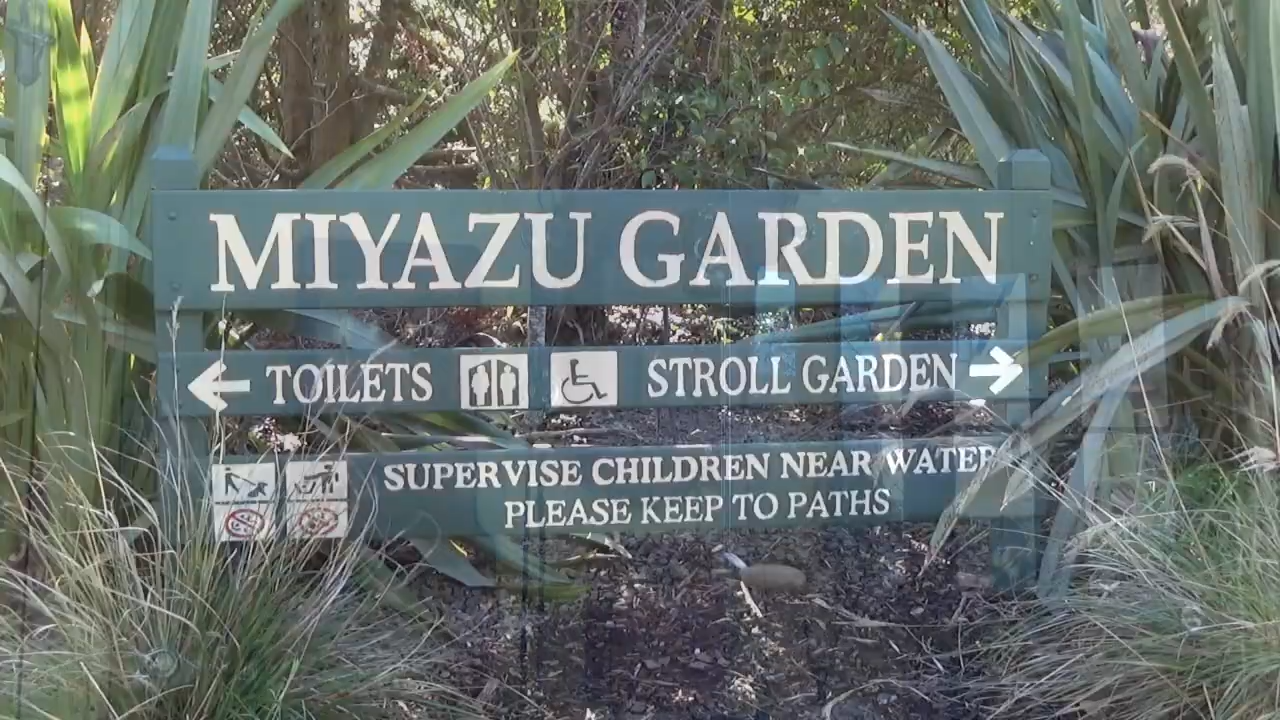 MIYAZU GARDEN
TOILETS STROLL GARDEN
SUPERVISE CHILDREN NEAR WATER
PLEASE KEEP TO PATHS